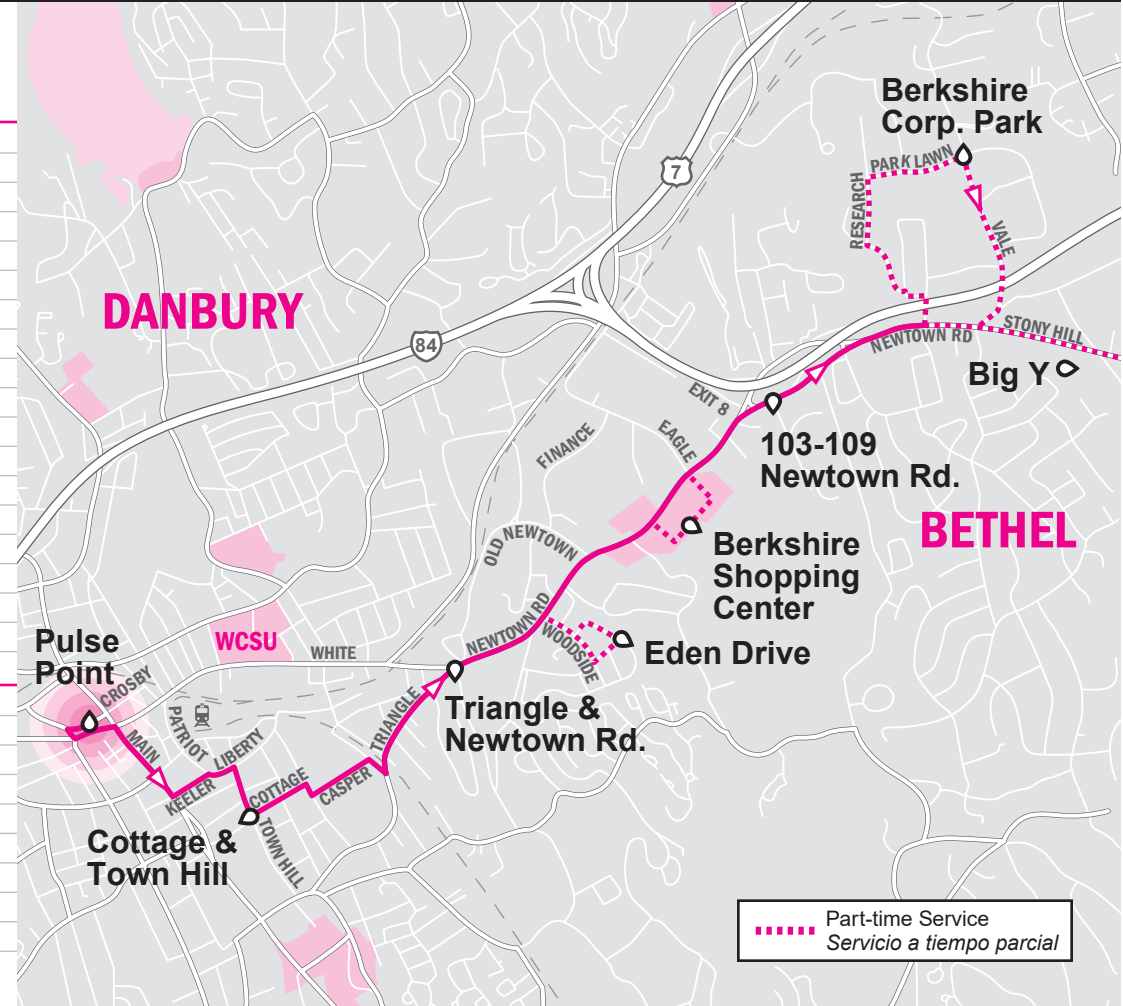 Berkshire
Corp. Park
PARK LAWN
7
RESEARCH
VALE
DANBURY
84
STONY HILL
NEWTOWN RD
Big Y
EXIT 8
EAGLE
FINANCE
103-109
Newtown Rd.
BETHEL
OLD NEWTOWN
Berkshire
Shopping
Center
NEWTOWN RD
WOODSIDE
Eden Drive
WCSU
WHITE
Pulse
Point
CROSBY
Triangle &
Newtown Rd.
TRIANGLE
PATRIOT
MAIN
LIBERTY
KEELER
COTTAGE
CASPER
TOWN HILL
Cottage &
Town Hill
Part-time Service
Servicio a tiempo parcial